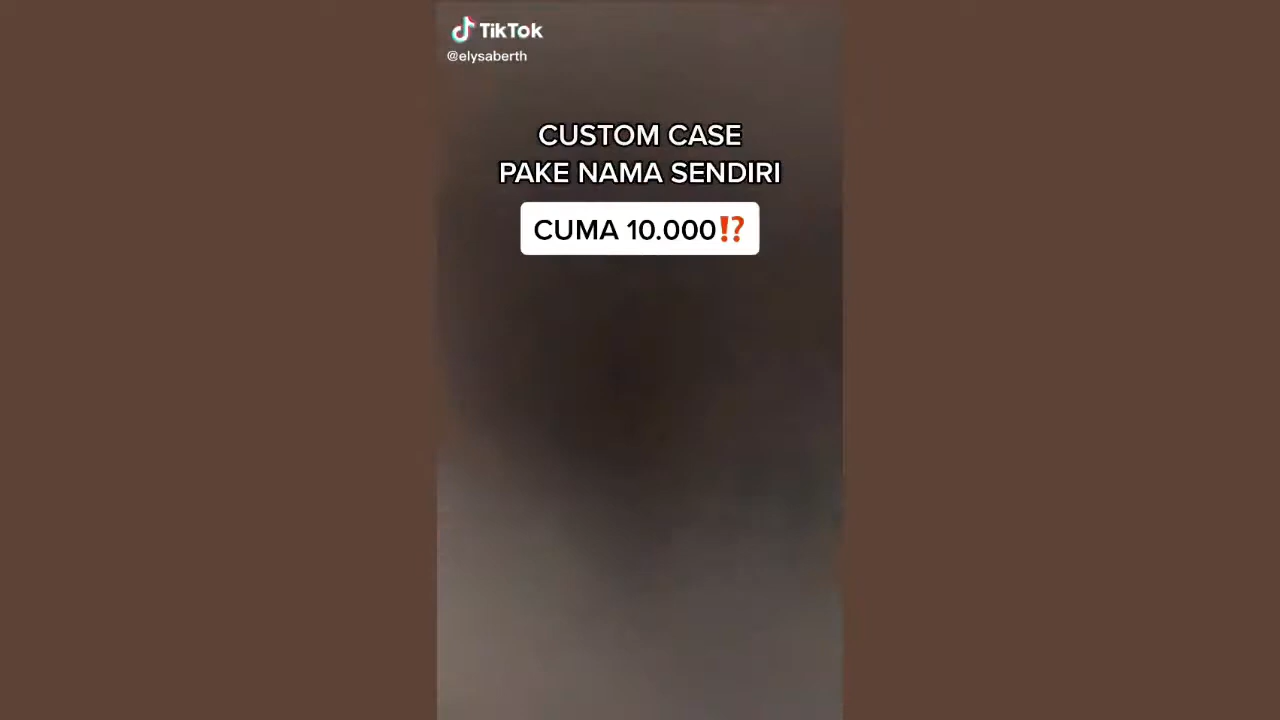 TikTok
@elysaberth
CUSTOM CASE
PAKE NAMA SENDIRI
CUMA 10.000⁉️